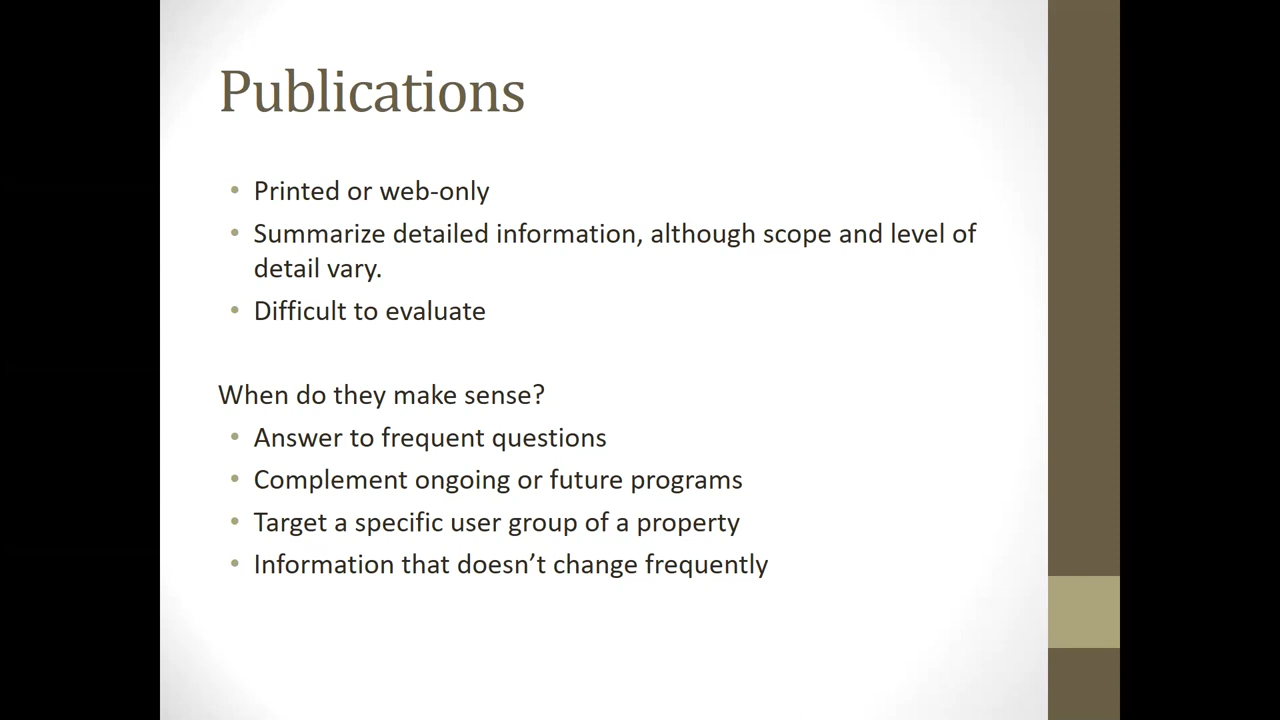 Publications
• Printed or web-only
• Summarize detailed information, although scope and level of
detail vary.
• Difficult to evaluate
When do they make sense?
• Answer to frequent questions
• Complement ongoing or future programs
• Target a specific user group of a property
• Information that doesn’t change frequently